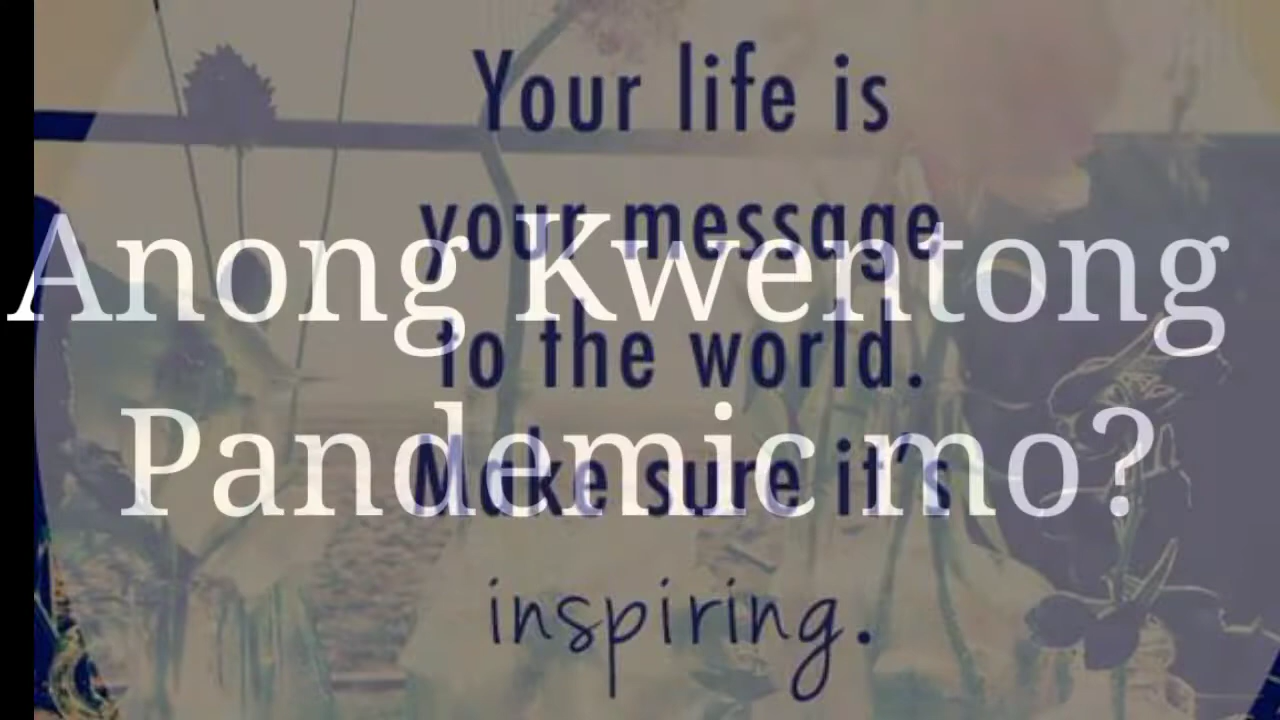 Your life is
your message
to the world.
Make sure it's
inspiring.
Anong Kwentong
Pandemic mo?